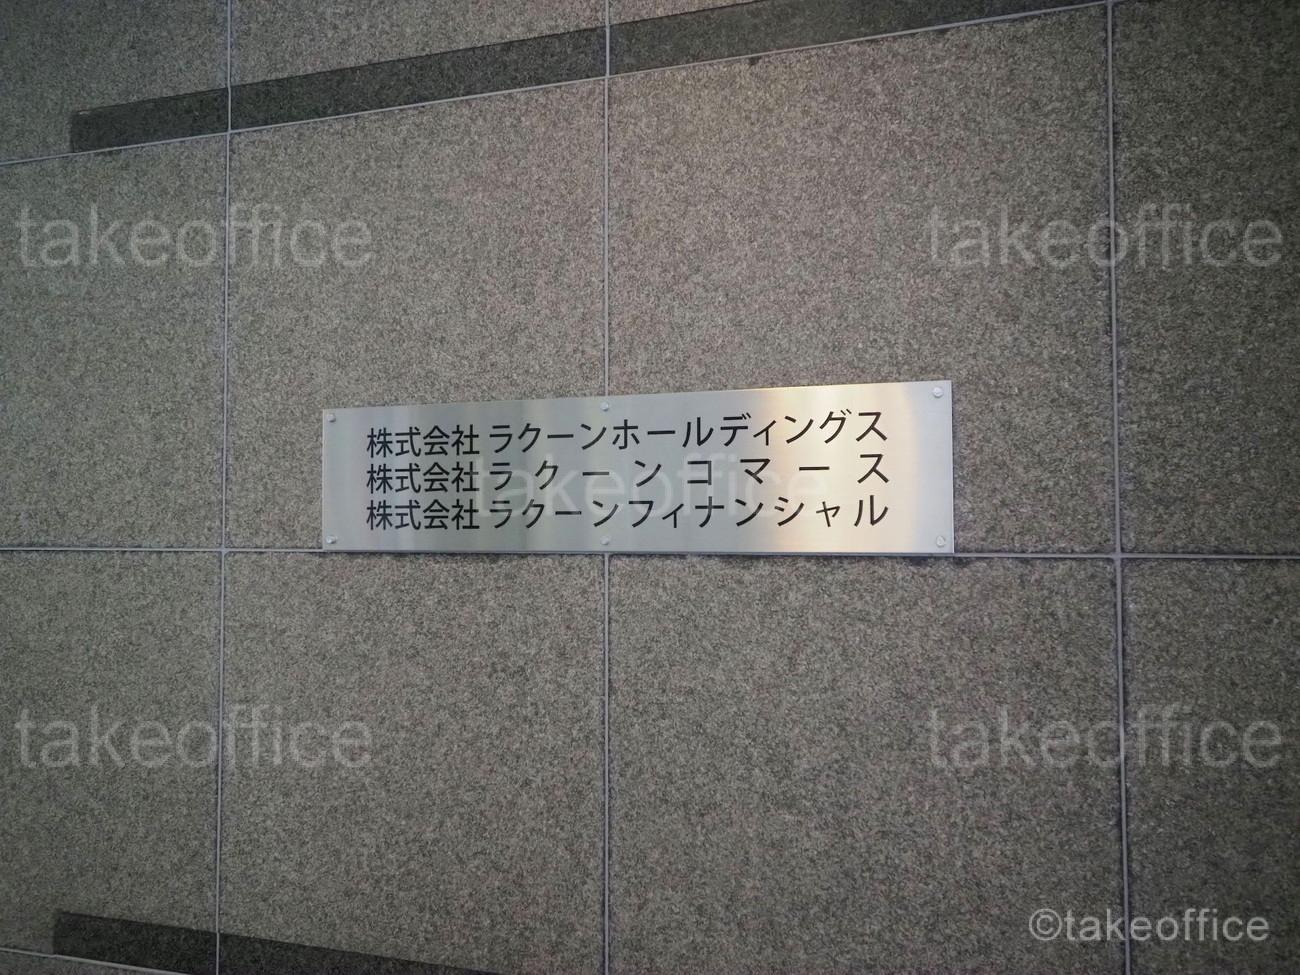 takeoffice
takeoffice
株式会社 ラクーンホールディングス
株式会社 ラクーンコマース
株式会社 ラクーンフィナンシャル
takeoffice
takeoffice
takeoffice
©takeoffice